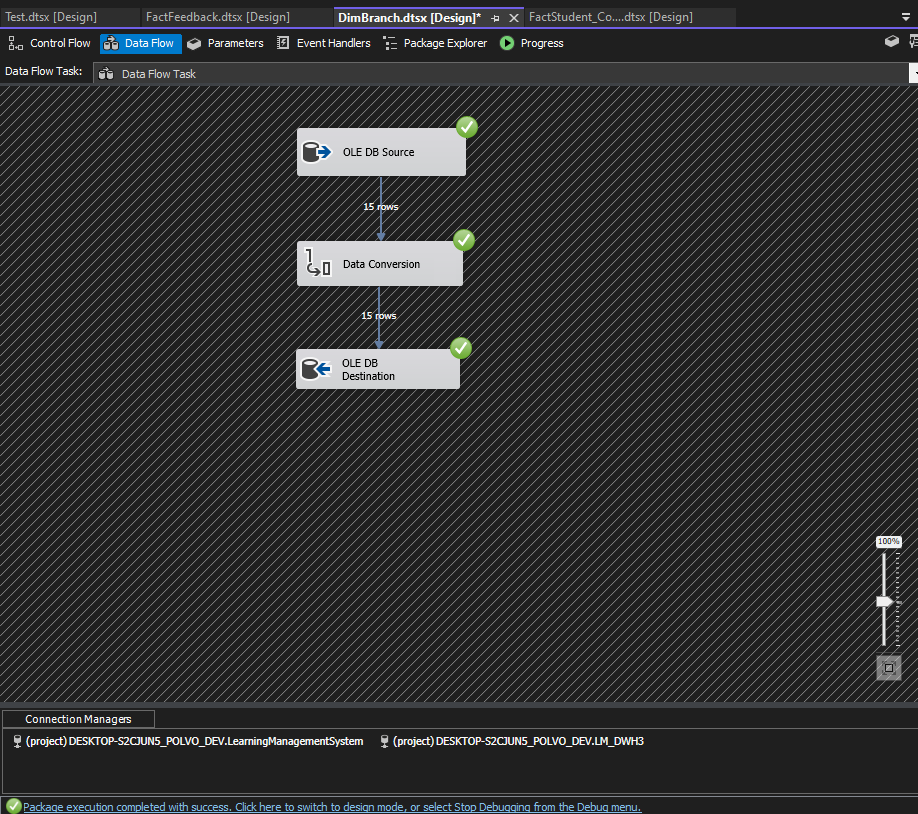 Test.dtsx [Design]
FactFeedback.dtsx [Design]
DimBranch.dtsx [Design]*
FactStudent_Co....dtsx [Design]
Control Flow
Data Flow
Parameters
Event Handlers
Package Explorer
Progress
Data Flow Task:
Data Flow Task
OLE DB Source
15 rows
Data Conversion
15 rows
OLE DB
Destination
100%
Connection Managers
(project) DESKTOP-S2CJUN5_POLVO_DEV.LearningManagementSystem
(project) DESKTOP-S2CJUN5_POLVO_DEV.LM_DWH3
Package execution completed with success. Click here to switch to design mode, or select Stop Debugging from the Debug menu.